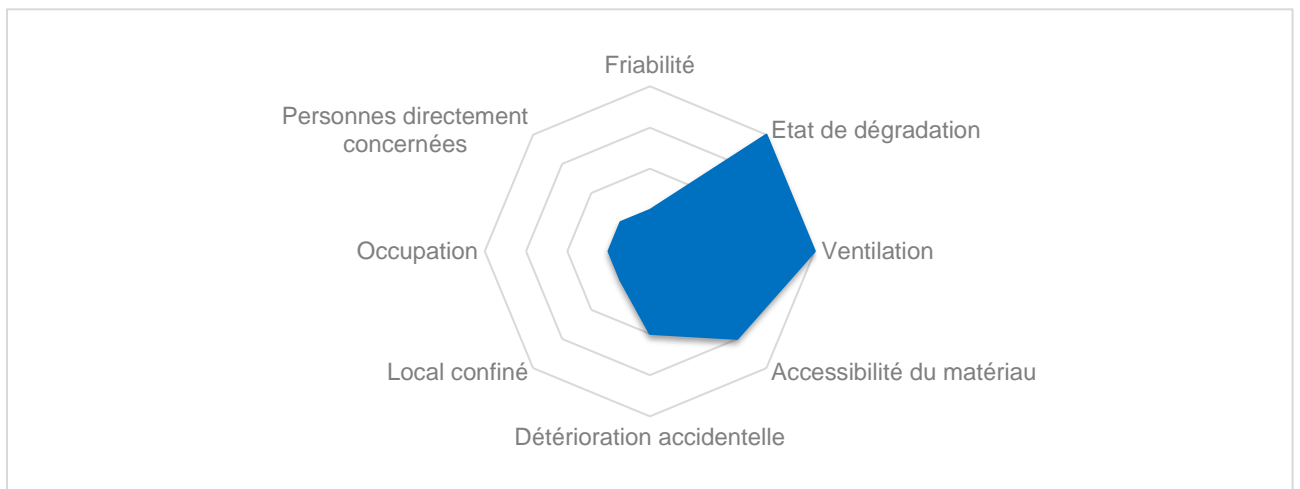 Friabilité
Etat de dégradation
Ventilation
Accessibilité du matériau
Détérioration accidentelle
Local confiné
Occupation
Personnes directement
concernées